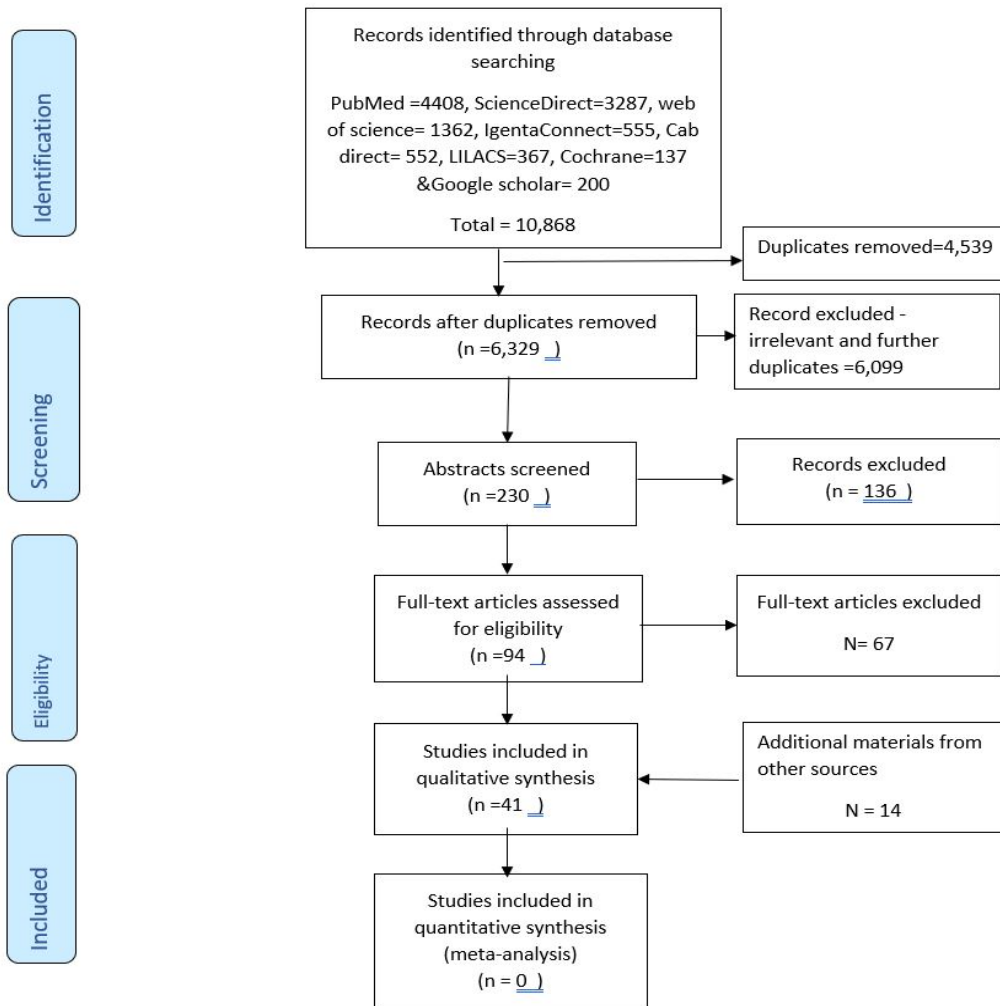 Identification
Records identified through database
searching
PubMed =4408, ScienceDirect=3287, web
of science= 1362, IgentaConnect=555, Cab
direct= 552, LILACS=367, Cochrane=137
&Google scholar= 200
Total = 10,868
Duplicates removed=4,539
Screening
Records after duplicates removed
(n =6,329 _)
Record excluded -
irrelevant and further
duplicates =6,099
Abstracts screened
(n =230 _)
Records excluded
(n = 136 )
Eligibility
Full-text articles assessed
for eligibility
(n =94 _)
Full-text articles excluded
N= 67
Studies included in
qualitative synthesis
(n =41 _)
Additional materials from
other sources
N = 14
Included
Studies included in
quantitative synthesis
(meta-analysis)
(n = 0 )